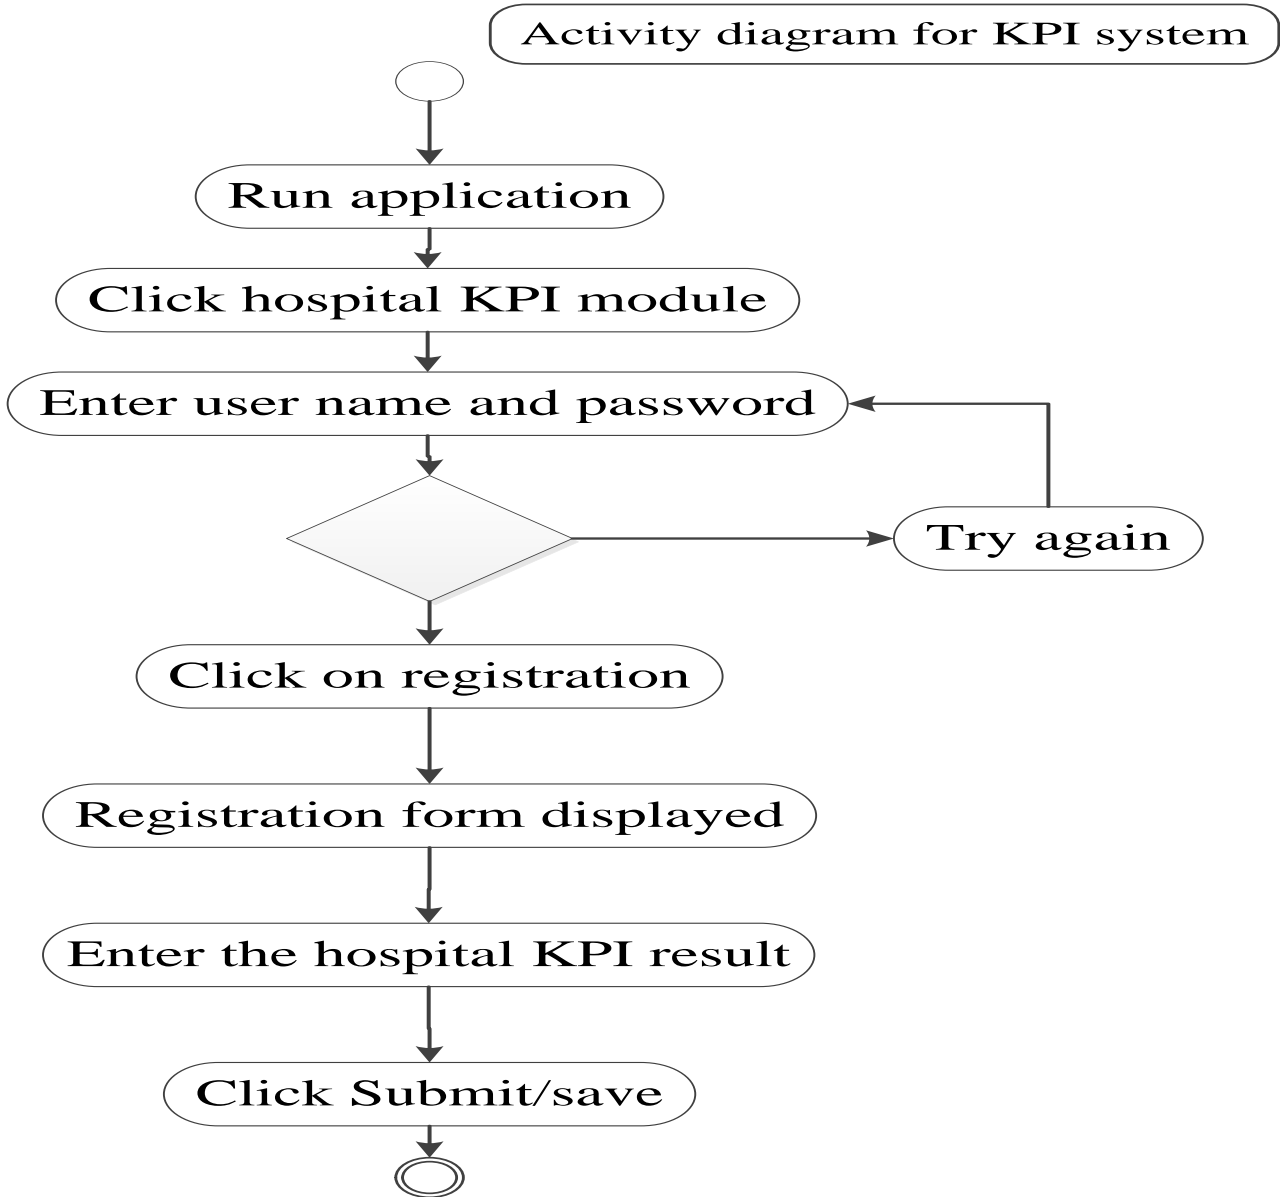 Activity diagram for KPI system
Run application
Click hospital KPI module
Enter user name and password
Try again
Click on registration
Registration form displayed
Enter the hospital KPI result
Click Submit/save